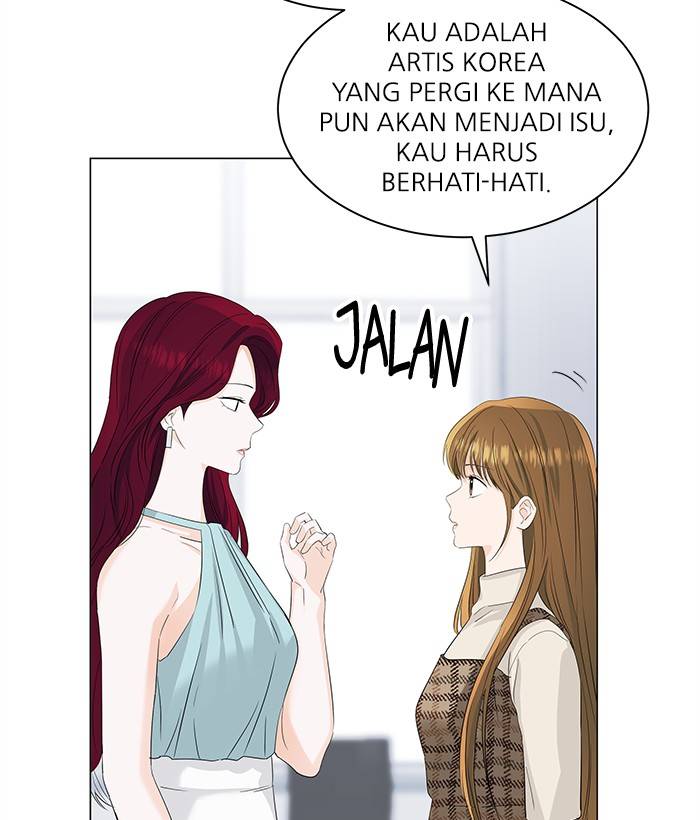 KAU ADALAH
ARTIS KOREA
YANG PERGI KE MANA
PUN AKAN MENJADI ISU,
KAU HARUS
BERHATI-HATI.
JALAN